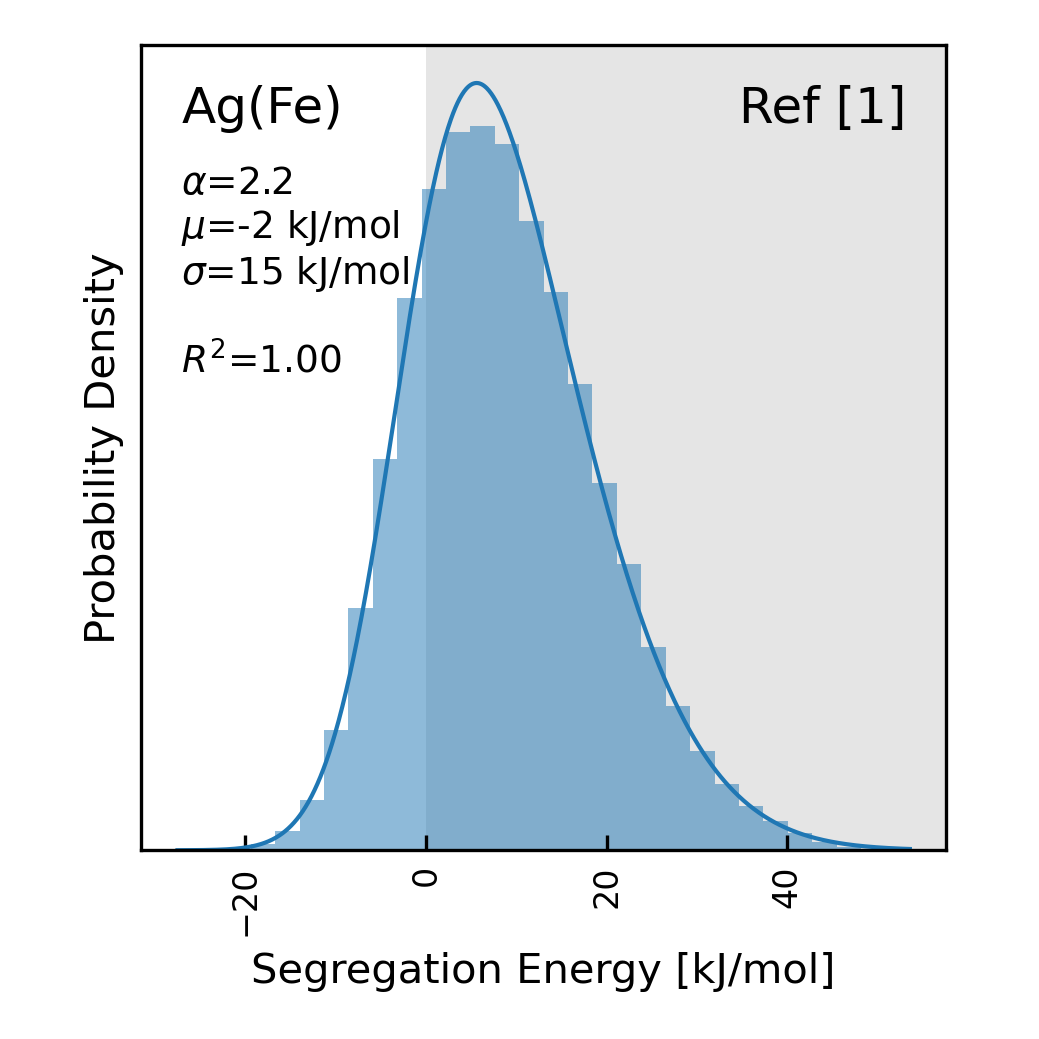 Ag(Fe)
Ref [1]
α=2.2
μ=-2 kJ/mol
σ=15 kJ/mol
R²=1.00
Probability Density
−20
0
20
40
Segregation Energy [kJ/mol]